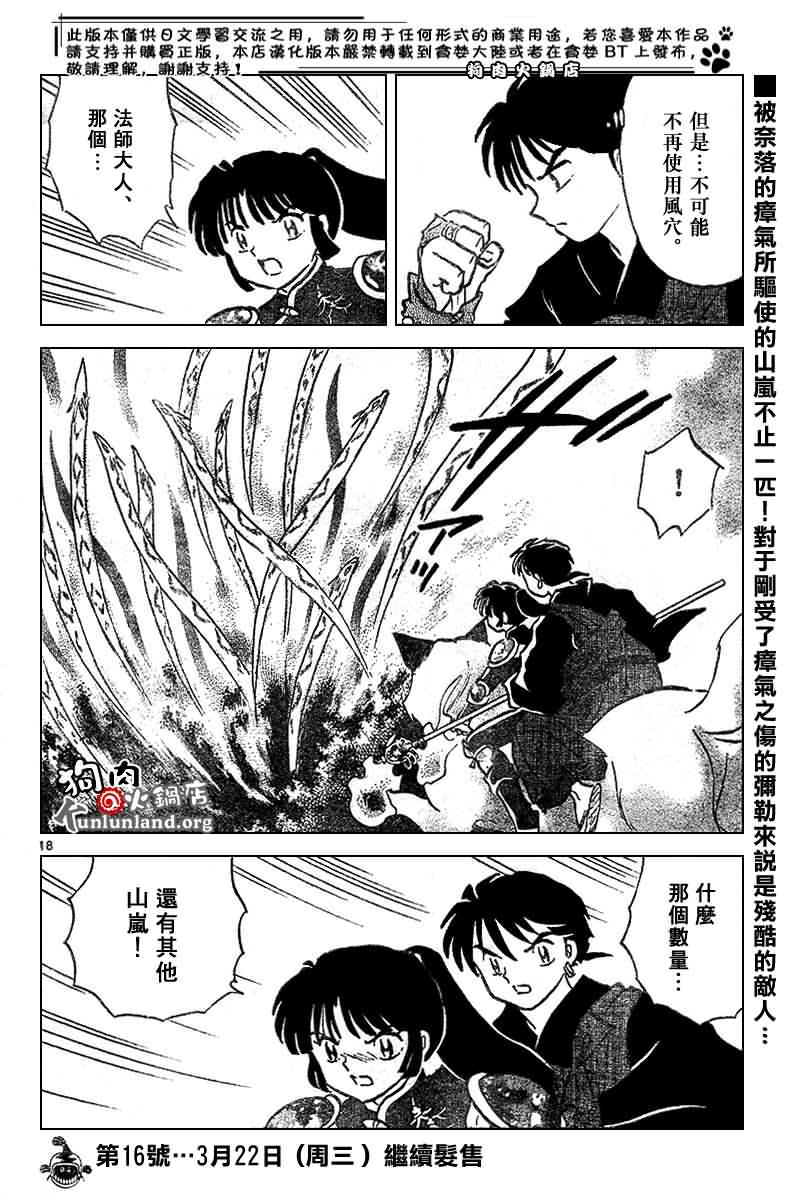 此版本僅供日文學習交流之用，請勿用于任何形式的商業用途，若您喜愛本作品
請支持并購買正版，本店漢化版本嚴禁轉載到貪婪大陸或者在貪婪BT上發布，
敬請理解，謝謝支持！
狗肉火鍋店
但是…不可能
不再使用風穴。
法師大人、
那個…
！
狗肉
火鍋店
Kunlunland.org
18
什麼
那個數量…
還有其他
山嵐！
■被奈落的瘴氣所驅使的山嵐不止一匹！對于剛受了瘴氣之傷的彌勒來說是殘酷的敵人…
第16號…3月22日（周三）繼續髮售